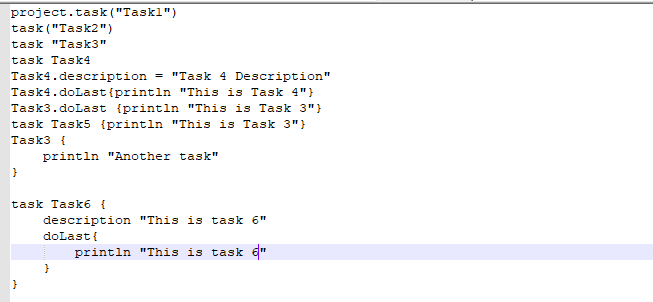 project.task("Task1")
task("Task2")
task "Task3"
task Task4
Task4.description = "Task 4 Description"
Task4.doLast{println "This is Task 4"}
Task3.doLast {println "This is Task 3"}
task Task5 {println "This is Task 3"}
Task3 {
    println "Another task"
}

task Task6 {
    description "This is task 6"
    doLast{
        println "This is task 6"
    }
}